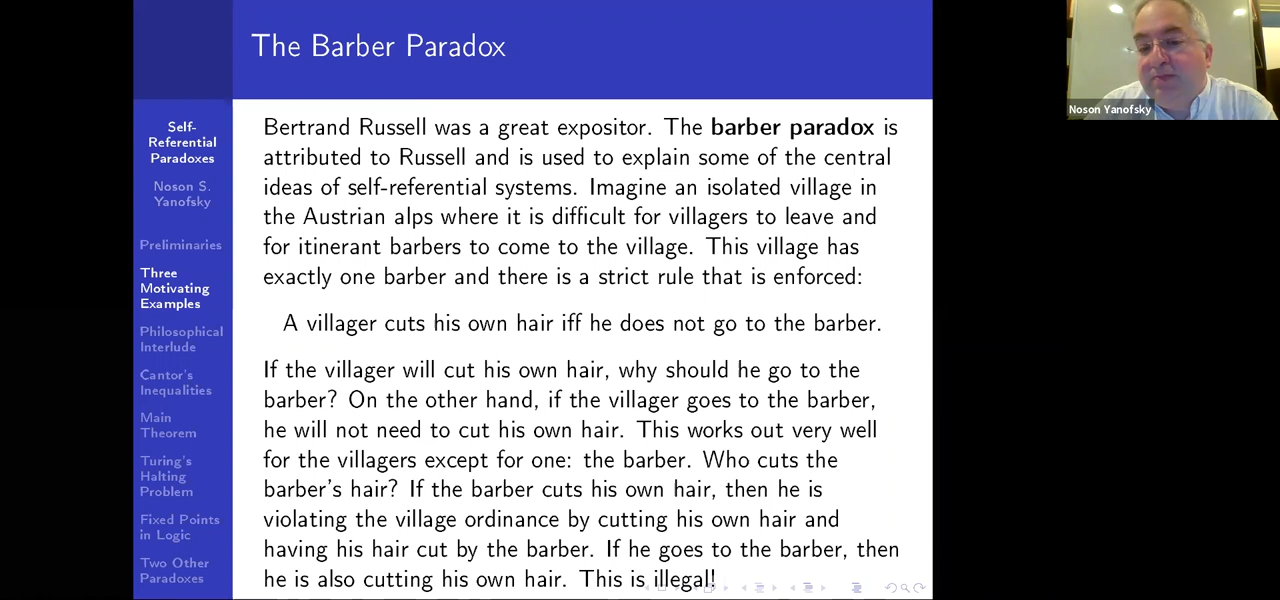 The Barber Paradox
Noson Yanofsky
Self-
Referential
Paradoxes
Noson S.
Yanofsky
Preliminaries
Three
Motivating
Examples
Philosophical
Interlude
Cantor's
Inequalities
Main
Theorem
Turing's
Halting
Problem
Fixed Points
in Logic
Two Other
Paradoxes
Bertrand Russell was a great expositor. The barber paradox is
attributed to Russell and is used to explain some of the central
ideas of self-referential systems. Imagine an isolated village in
the Austrian alps where it is difficult for villagers to leave and
for itinerant barbers to come to the village. This village has
exactly one barber and there is a strict rule that is enforced:
A villager cuts his own hair iff he does not go to the barber.
If the villager will cut his own hair, why should he go to the
barber? On the other hand, if the villager goes to the barber,
he will not need to cut his own hair. This works out very well
for the villagers except for one: the barber. Who cuts the
barber's hair? If the barber cuts his own hair, then he is
violating the village ordinance by cutting his own hair and
having his hair cut by the barber. If he goes to the barber, then
he is also cutting his own hair. This is illegal!